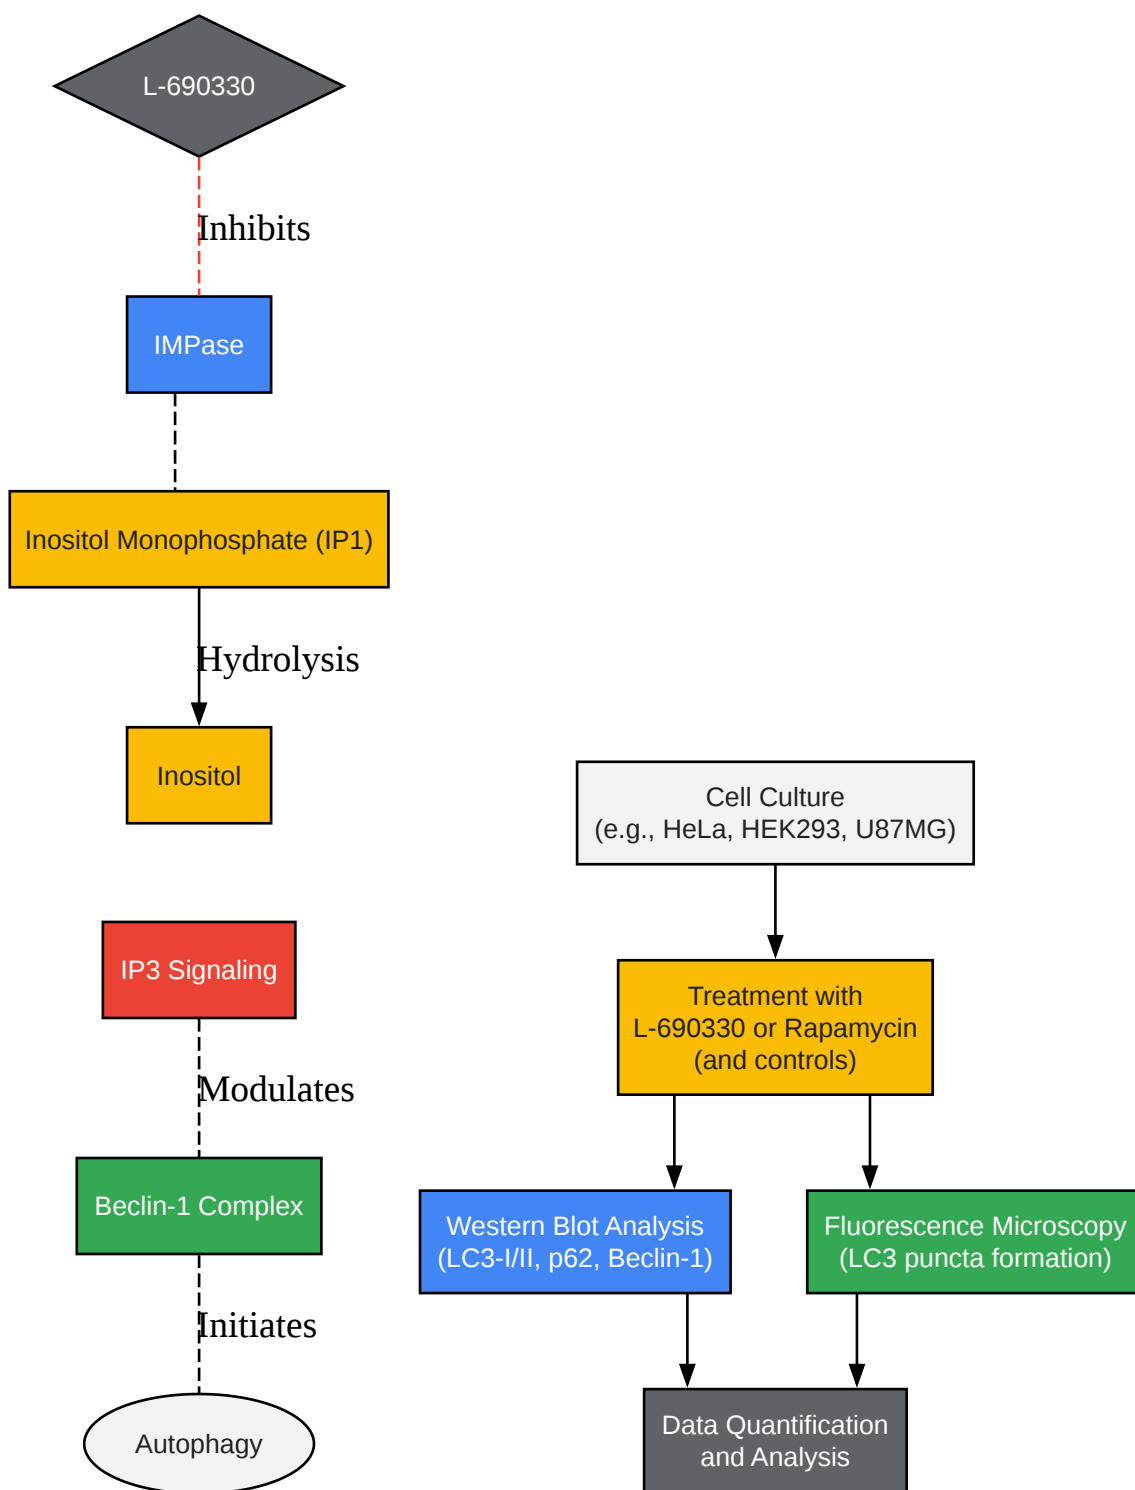 L-690330
Inhibits
IMPase
Inositol Monophosphate (IP1)
Hydrolysis
Inositol
IP3 Signaling
Modulates
Beclin-1 Complex
Initiates
Autophagy
Cell Culture
(e.g., HeLa, HEK293, U87MG)
Treatment with
L-690330 or Rapamycin
(and controls)
Western Blot Analysis
(LC3-I/II, p62, Beclin-1)
Fluorescence Microscopy
(LC3 puncta formation)
Data Quantification
and Analysis